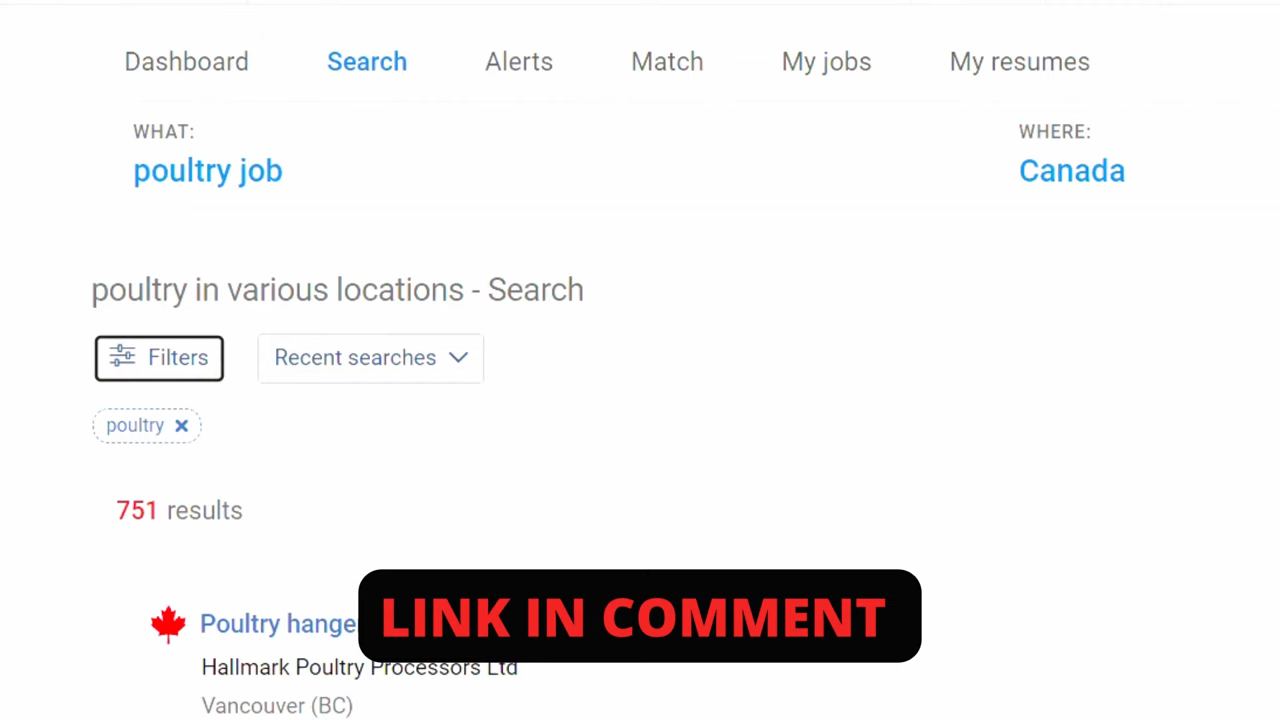 Dashboard Search Alerts Match My jobs My resumes
WHAT: WHERE:
poultry job Canada
poultry in various locations - Search
Filters Recent searches
poultry
751 results
Poultry
LINK IN COMMENT
Hallmark Poultry Processors Ltd
Vancouver (BC)